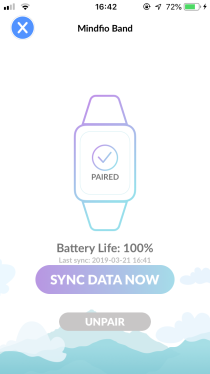 16:42
72%
Mindfio Band
PAIRED
Battery Life: 100%
Last sync: 2019-03-21 16:41
SYNC DATA NOW
UNPAIR